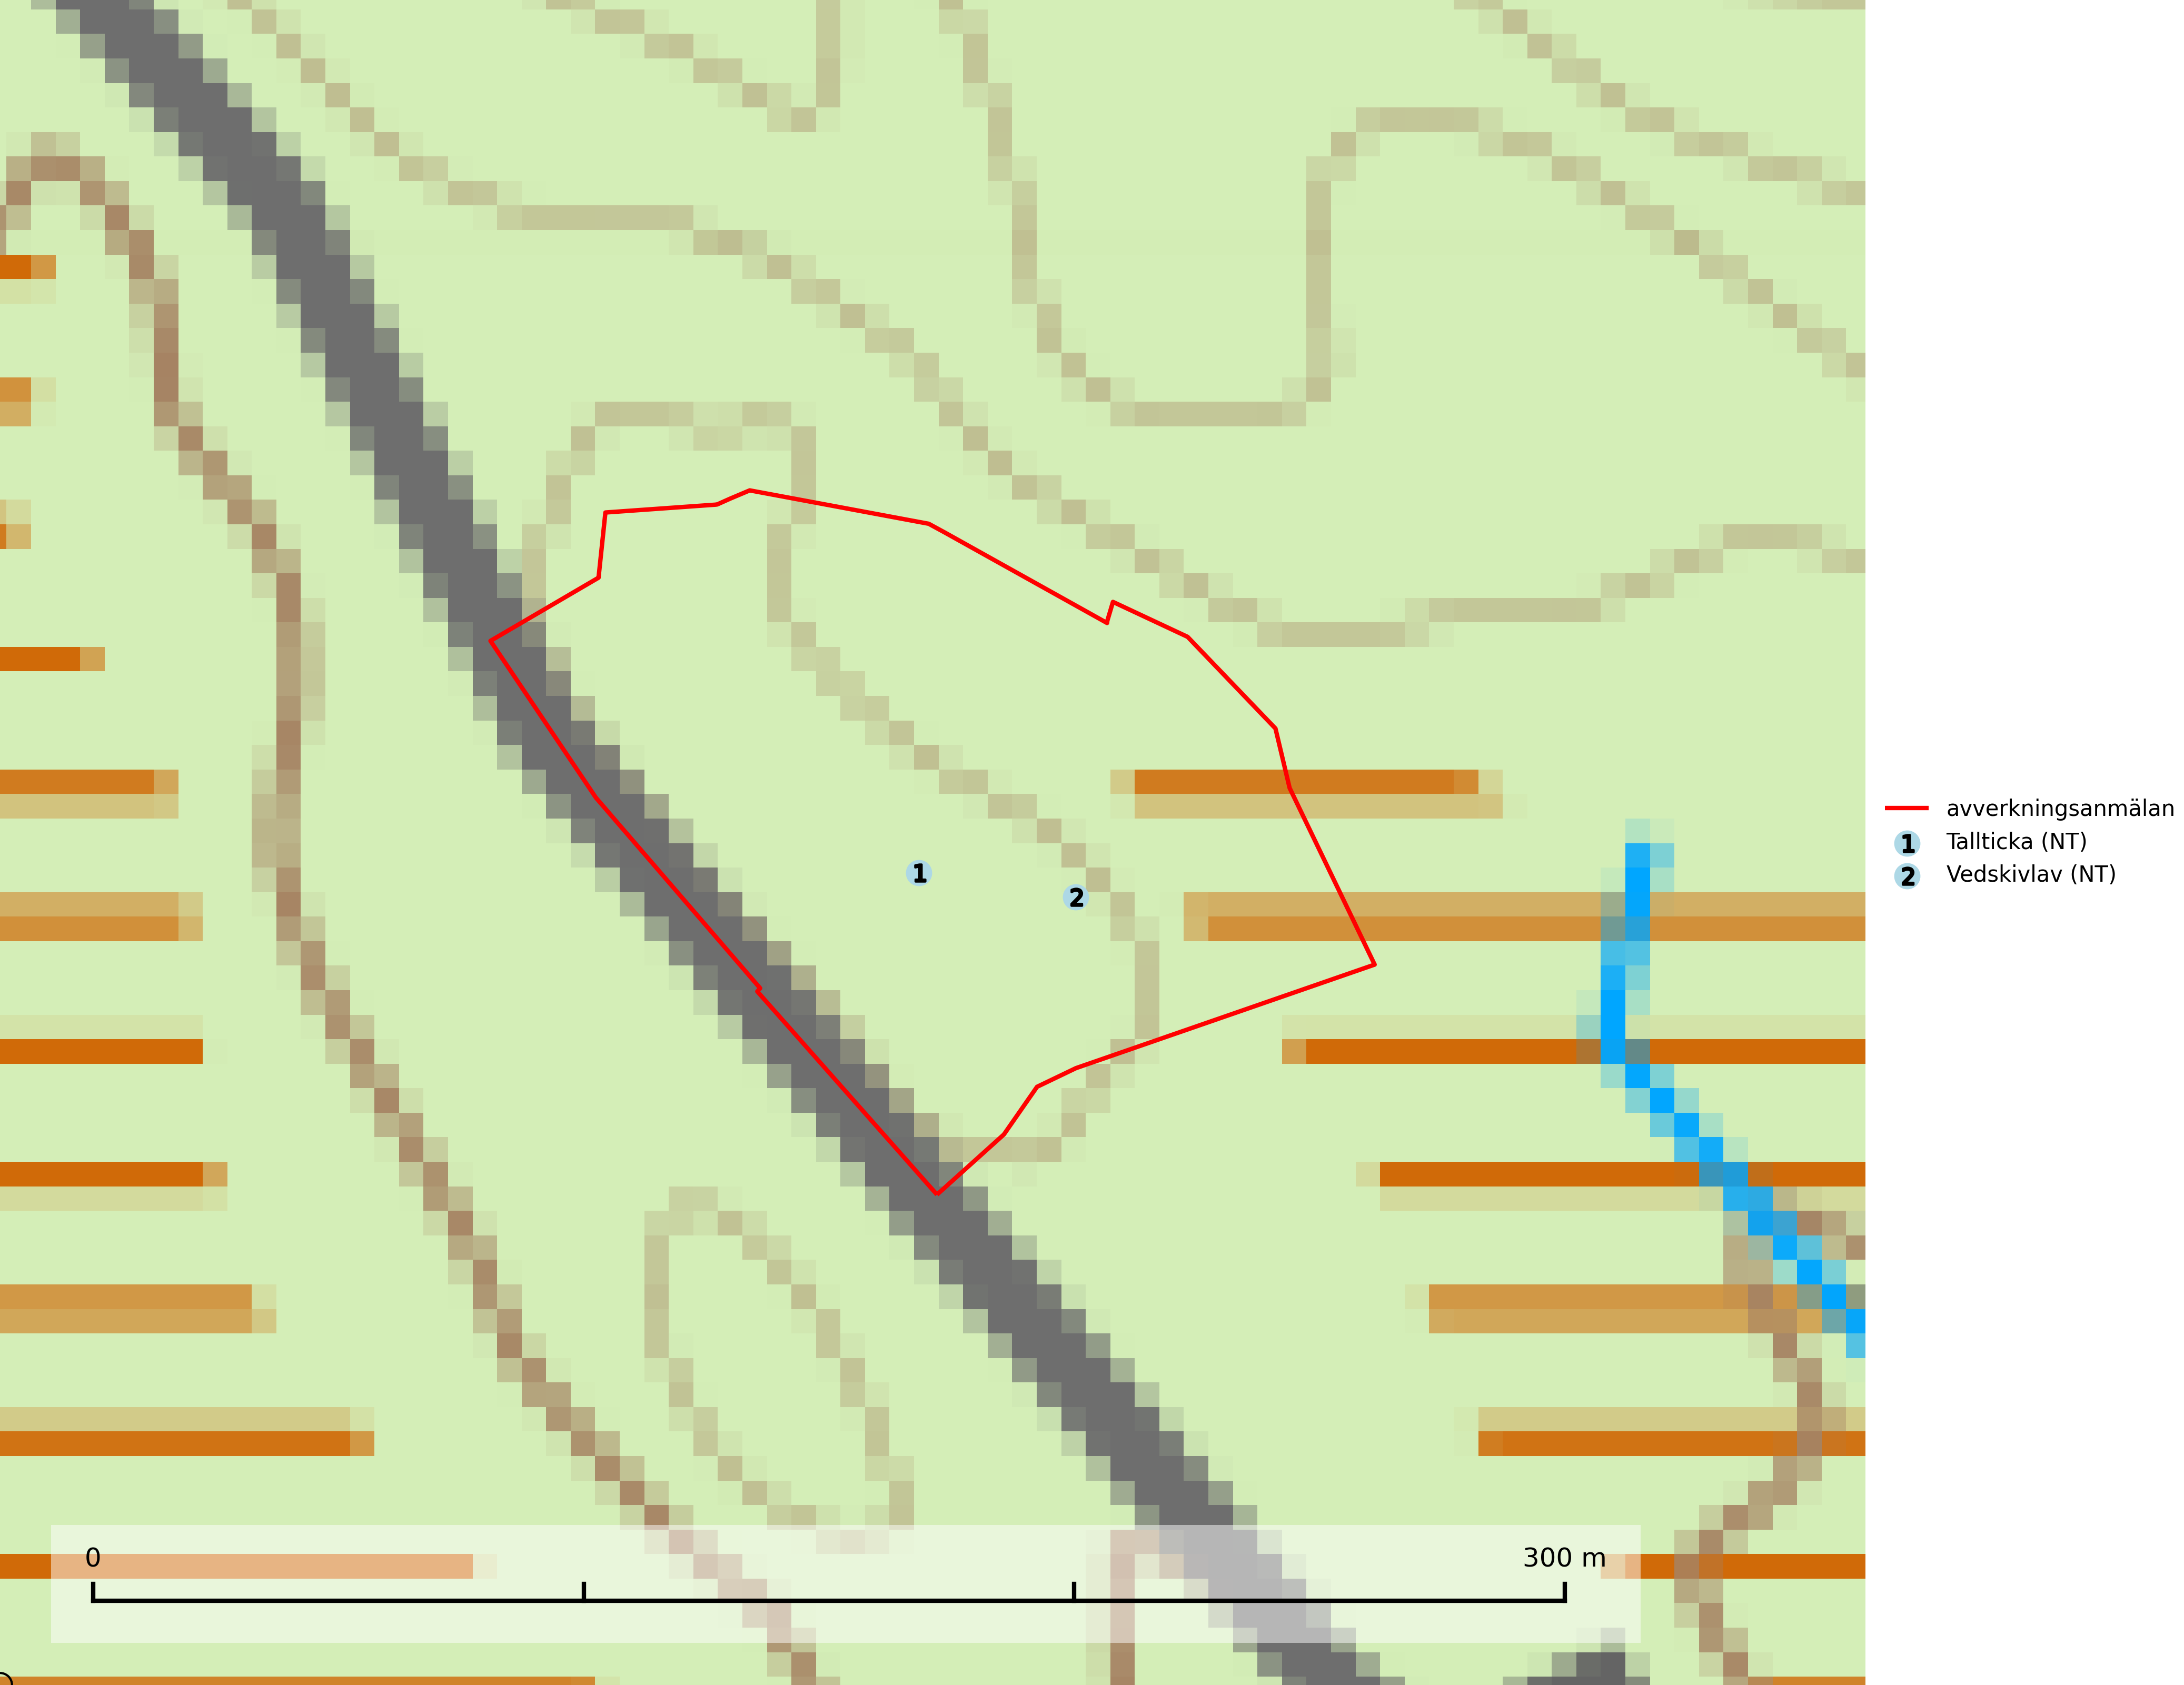 1
2
avverkningsanmälan
1 Tallticka (NT)
2 Vedskivlav (NT)
0 300 m